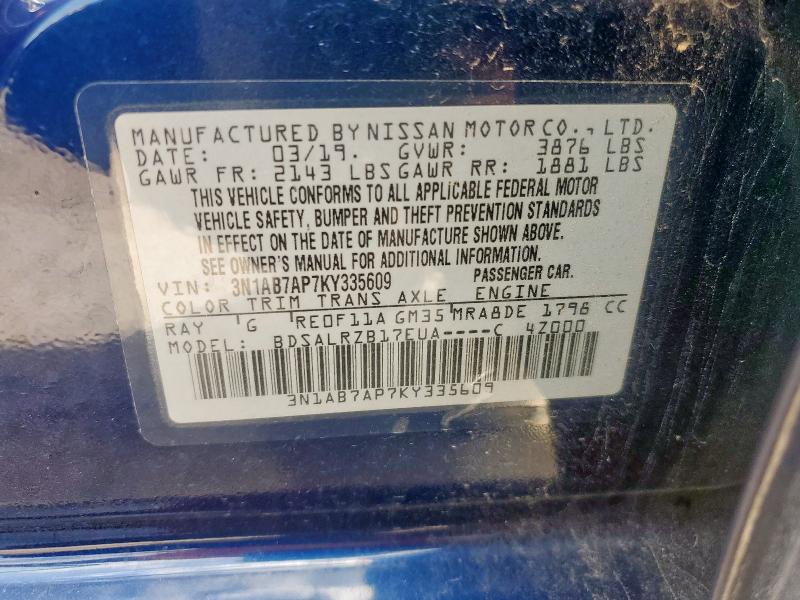 MANUFACTURED BY NISSAN MOTOR CO., LTD.
DATE: 03/19. GVWR: 3876 LBS
GAWR FR: 2143 LBS GAWR RR: 1881 LBS
THIS VEHICLE CONFORMS TO ALL APPLICABLE FEDERAL MOTOR
VEHICLE SAFETY, BUMPER AND THEFT PREVENTION STANDARDS
IN EFFECT ON THE DATE OF MANUFACTURE SHOWN ABOVE.
SEE OWNER'S MANUAL FOR ADDITIONAL INFORMATION.
VIN: 3N1AB7AP7KY335609 PASSENGER CAR.
COLOR TRIM TRANS AXLE ENGINE
RAY G RE0F11A GM35 MRA8DE 1798 CC
MODEL: BDSALRZB17EUA----C 4Z000
3N1AB7AP7KY335609